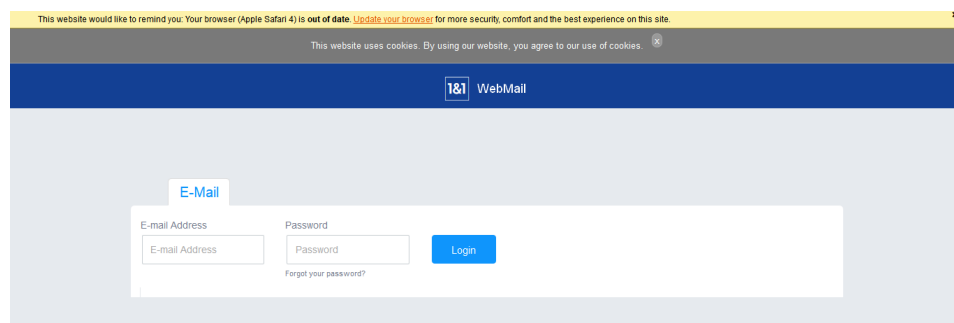 This website would like to remind you: Your browser (Apple Safari 4) is out of date. Update your browser for more security, comfort and the best experience on this site.
This website uses cookies. By using our website, you agree to our use of cookies. x
1&1 WebMail
E-Mail
E-mail Address Password
E-mail Address Password Login
Forgot your password?